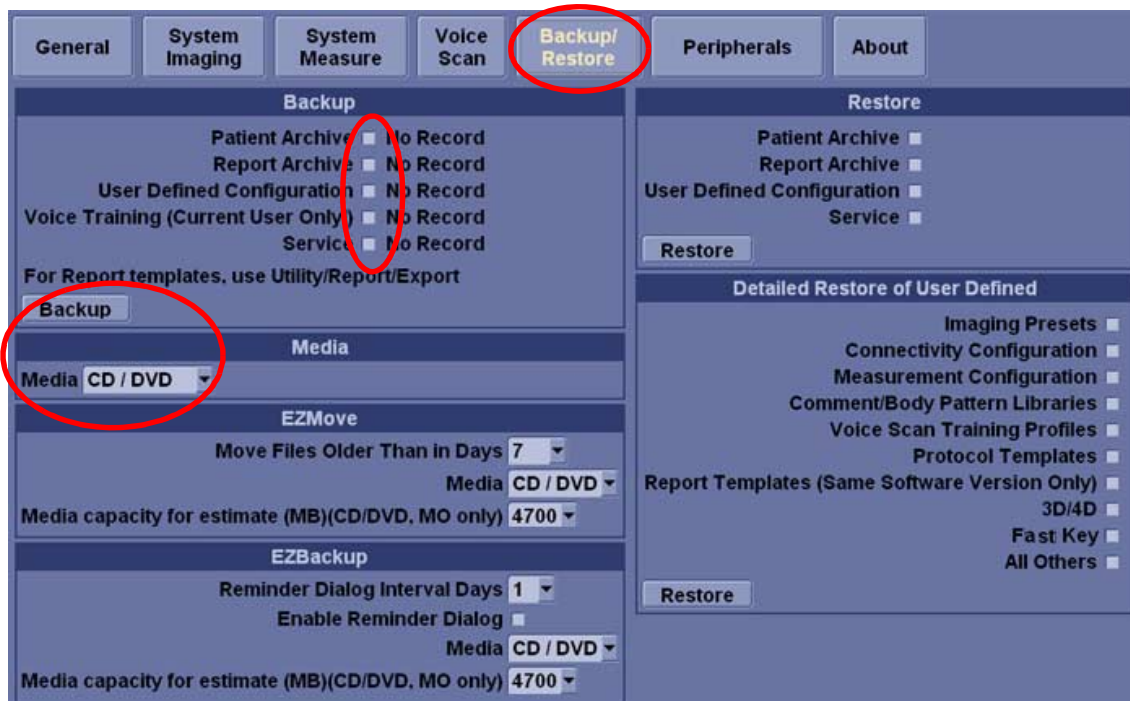 General
System Imaging
System Measure
Voice Scan
Backup/ Restore
Peripherals
About
Backup
Patient Archive No Record
Report Archive No Record
User Defined Configuration No Record
Voice Training (Current User Only) No Record
Service No Record
For Report templates, use Utility/Report/Export
Backup
Media
Media CD / DVD
EZMove
Move Files Older Than in Days 7
Media CD / DVD
Media capacity for estimate (MB)(CD/DVD, MO only) 4700
EZBackup
Reminder Dialog Interval Days 1
Enable Reminder Dialog
Media CD / DVD
Media capacity for estimate (MB)(CD/DVD, MO only) 4700
Restore
Patient Archive
Report Archive
User Defined Configuration
Service
Restore
Detailed Restore of User Defined
Imaging Presets
Connectivity Configuration
Measurement Configuration
Comment/Body Pattern Libraries
Voice Scan Training Profiles
Protocol Templates
Report Templates (Same Software Version Only)
3D/4D
Fast Key
All Others
Restore